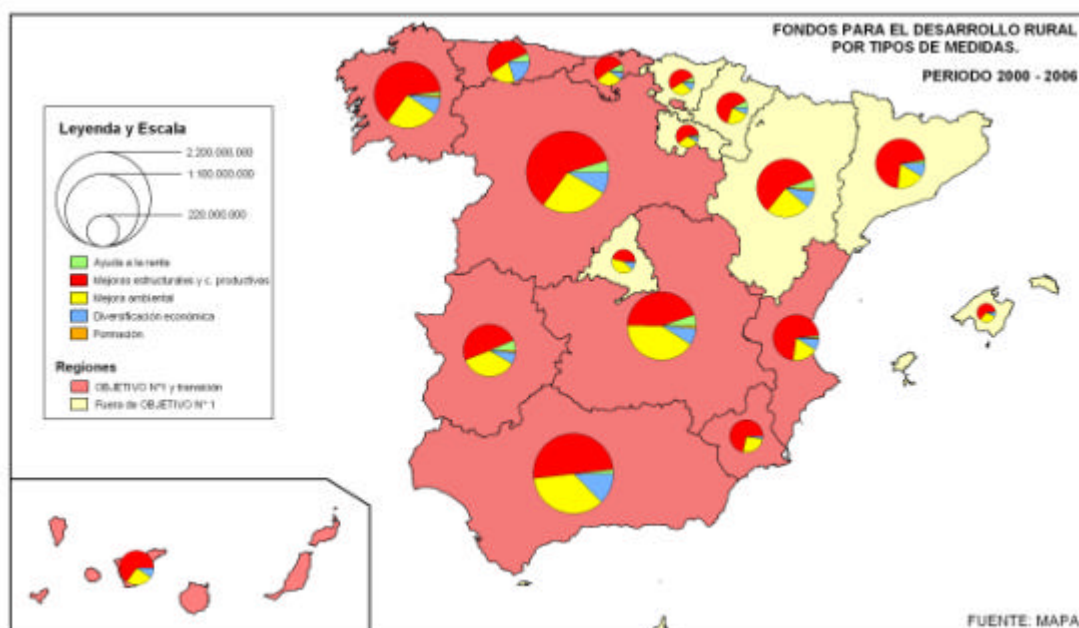 FONDOS PARA EL DESARROLLO RURAL
POR TIPOS DE MEDIDAS.
PERIODO 2000 - 2006
Leyenda y Escala
2.200.000.000
1.100.000.000
220.000.000
Ayuda a la renta
Mejoras estructurales y c. productivos
Mejora ambiental
Diversificación económica
Formación
Regiones
OBJETIVO Nº1 y transición
Fuera de OBJETIVO Nº 1
FUENTE: MAPA